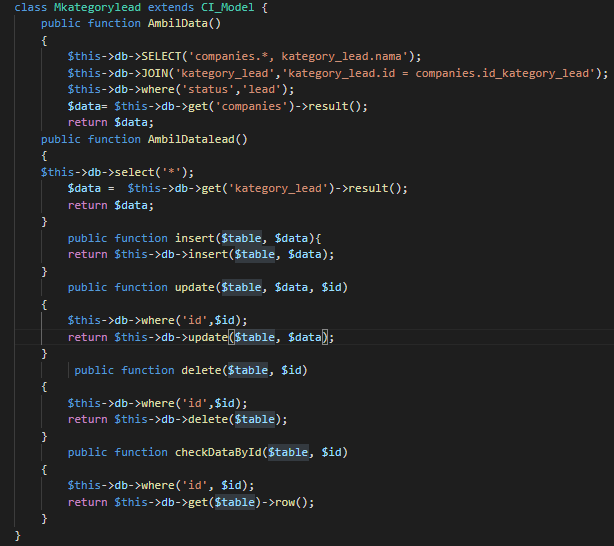 class Mkategorylead extends CI_Model {
    public function AmbilData()
    {
        $this->db->SELECT('companies.*, kategory_lead.nama');
        $this->db->JOIN('kategory_lead','kategory_lead.id = companies.id_kategory_lead');
        $this->db->where('status','lead');
        $data= $this->db->get('companies')->result();
        return $data;
    public function AmbilDatalead()
    {
    $this->db->select('*');
        $data =  $this->db->get('kategory_lead')->result();
        return $data;
    }
        public function insert($table, $data){
        return $this->db->insert($table, $data);
    }
        public function update($table, $data, $id)
    {
        $this->db->where('id',$id);
        return $this->db->update($table, $data);
    }
         public function delete($table, $id)
    {
        $this->db->where('id',$id);
        return $this->db->delete($table);
    }
        public function checkDataById($table, $id)
    {
        $this->db->where('id', $id);
        return $this->db->get($table)->row();
    }
}